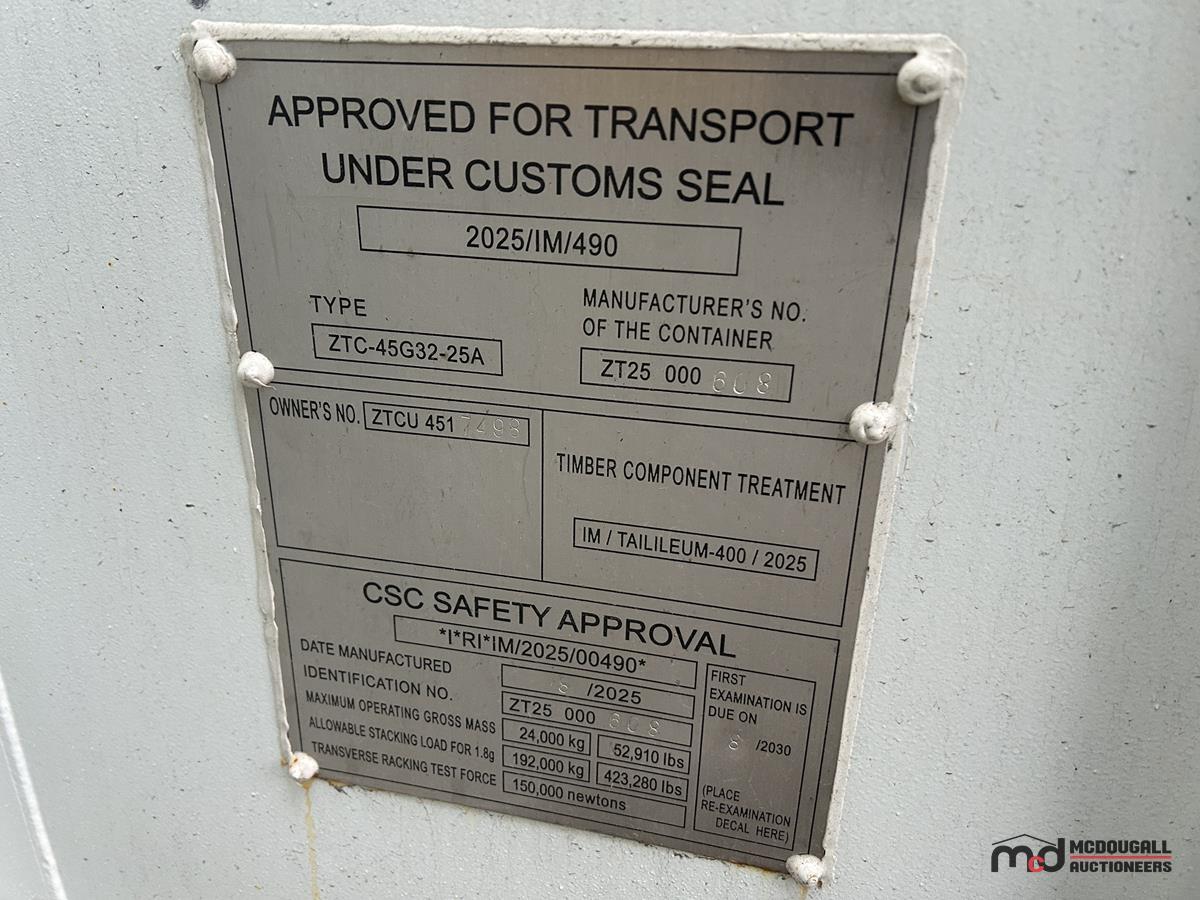 APPROVED FOR TRANSPORT
UNDER CUSTOMS SEAL
2025/IM/490
TYPE
ZTC-45G32-25A
MANUFACTURER'S NO.
OF THE CONTAINER
ZT25 000 608
OWNER'S NO. ZTCU 451 7498
TIMBER COMPONENT TREATMENT
IM / TAILILEUM-400 / 2025
CSC SAFETY APPROVAL
*I*RI*IM/2025/00490*
DATE MANUFACTURED 8 /2025
IDENTIFICATION NO. ZT25 000 608
MAXIMUM OPERATING GROSS MASS 24,000 kg 52,910 lbs
ALLOWABLE STACKING LOAD FOR 1.8g 192,000 kg 423,280 lbs
TRANSVERSE RACKING TEST FORCE 150,000 newtons
FIRST
EXAMINATION IS
DUE ON
8 /2030
(PLACE
RE-EXAMINATION
DECAL HERE)
mcd MCDOUGALL
AUCTIONEERS